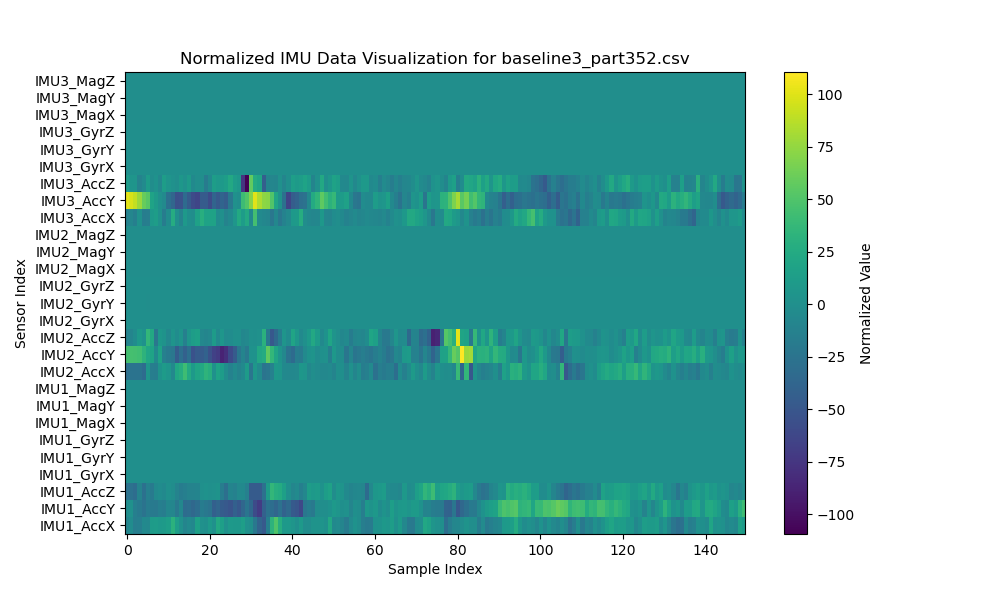 Normalized IMU Data Visualization for baseline3_part352.csv
IMU3_MagZ
IMU3_MagY
IMU3_MagX
IMU3_GyrZ
IMU3_GyrY
IMU3_GyrX
IMU3_AccZ
IMU3_AccY
IMU3_AccX
IMU2_MagZ
IMU2_MagY
IMU2_MagX
IMU2_GyrZ
IMU2_GyrY
IMU2_GyrX
IMU2_AccZ
IMU2_AccY
IMU2_AccX
IMU1_MagZ
IMU1_MagY
IMU1_MagX
IMU1_GyrZ
IMU1_GyrY
IMU1_GyrX
IMU1_AccZ
IMU1_AccY
IMU1_AccX
Sensor Index
0 20 40 60 80 100 120 140
Sample Index
100
75
50
25
0
−25
−50
−75
−100
Normalized Value